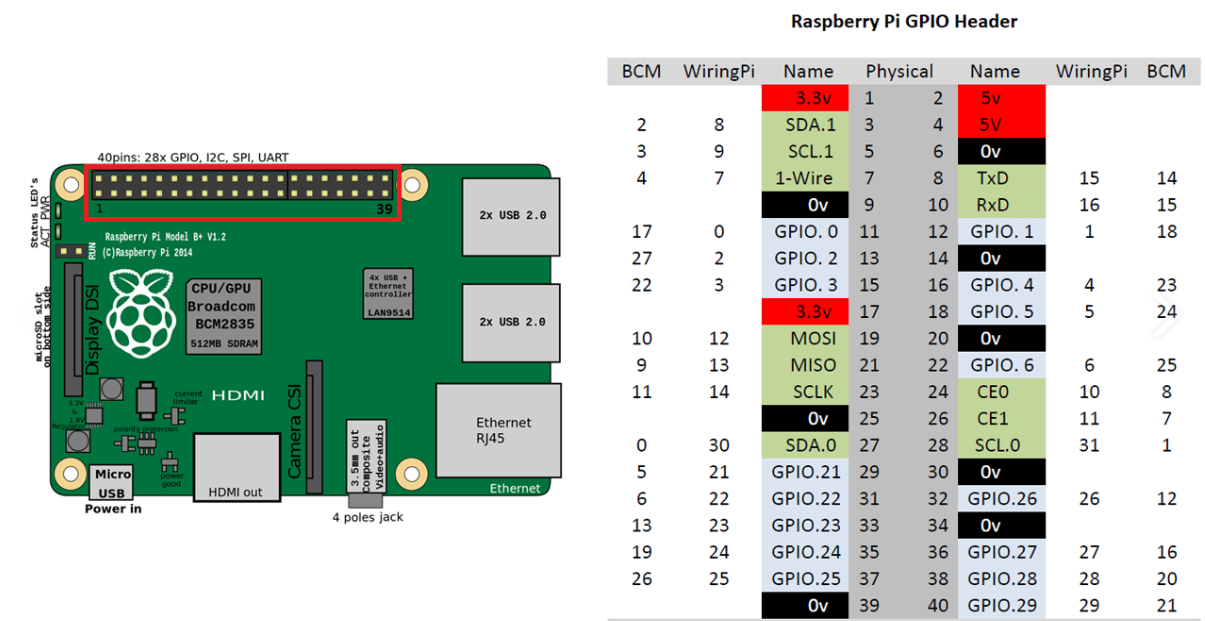 Raspberry Pi GPIO Header
40pins: 28x GPIO, I2C, SPI, UART
1 39
Status LED's
ACT PWR
RUN
Raspberry Pi Model B+ V1.2
(C)Raspberry Pi 2014
microSD slot
on bottom side
Display DSI
CPU/GPU
Broadcom
BCM2835
512MB SDRAM
4x USB +
Ethernet
controller
LAN9514
2x USB 2.0
2x USB 2.0
3.3V
&
1.8V
Regulator
current
limiter
polarity protection
power
good
HDMI
Camera CSI
3.5mm out
composite
Video+audio
Ethernet
RJ45
Ethernet
Micro
USB
Power in
HDMI out
4 poles jack
BCM WiringPi Name Physical Name WiringPi BCM
3.3v 1 2 5v
2 8 SDA.1 3 4 5V
3 9 SCL.1 5 6 0v
4 7 1-Wire 7 8 TxD 15 14
0v 9 10 RxD 16 15
17 0 GPIO. 0 11 12 GPIO. 1 1 18
27 2 GPIO. 2 13 14 0v
22 3 GPIO. 3 15 16 GPIO. 4 4 23
3.3v 17 18 GPIO. 5 5 24
10 12 MOSI 19 20 0v
9 13 MISO 21 22 GPIO. 6 6 25
11 14 SCLK 23 24 CE0 10 8
0v 25 26 CE1 11 7
0 30 SDA.0 27 28 SCL.0 31 1
5 21 GPIO.21 29 30 0v
6 22 GPIO.22 31 32 GPIO.26 26 12
13 23 GPIO.23 33 34 0v
19 24 GPIO.24 35 36 GPIO.27 27 16
26 25 GPIO.25 37 38 GPIO.28 28 20
0v 39 40 GPIO.29 29 21